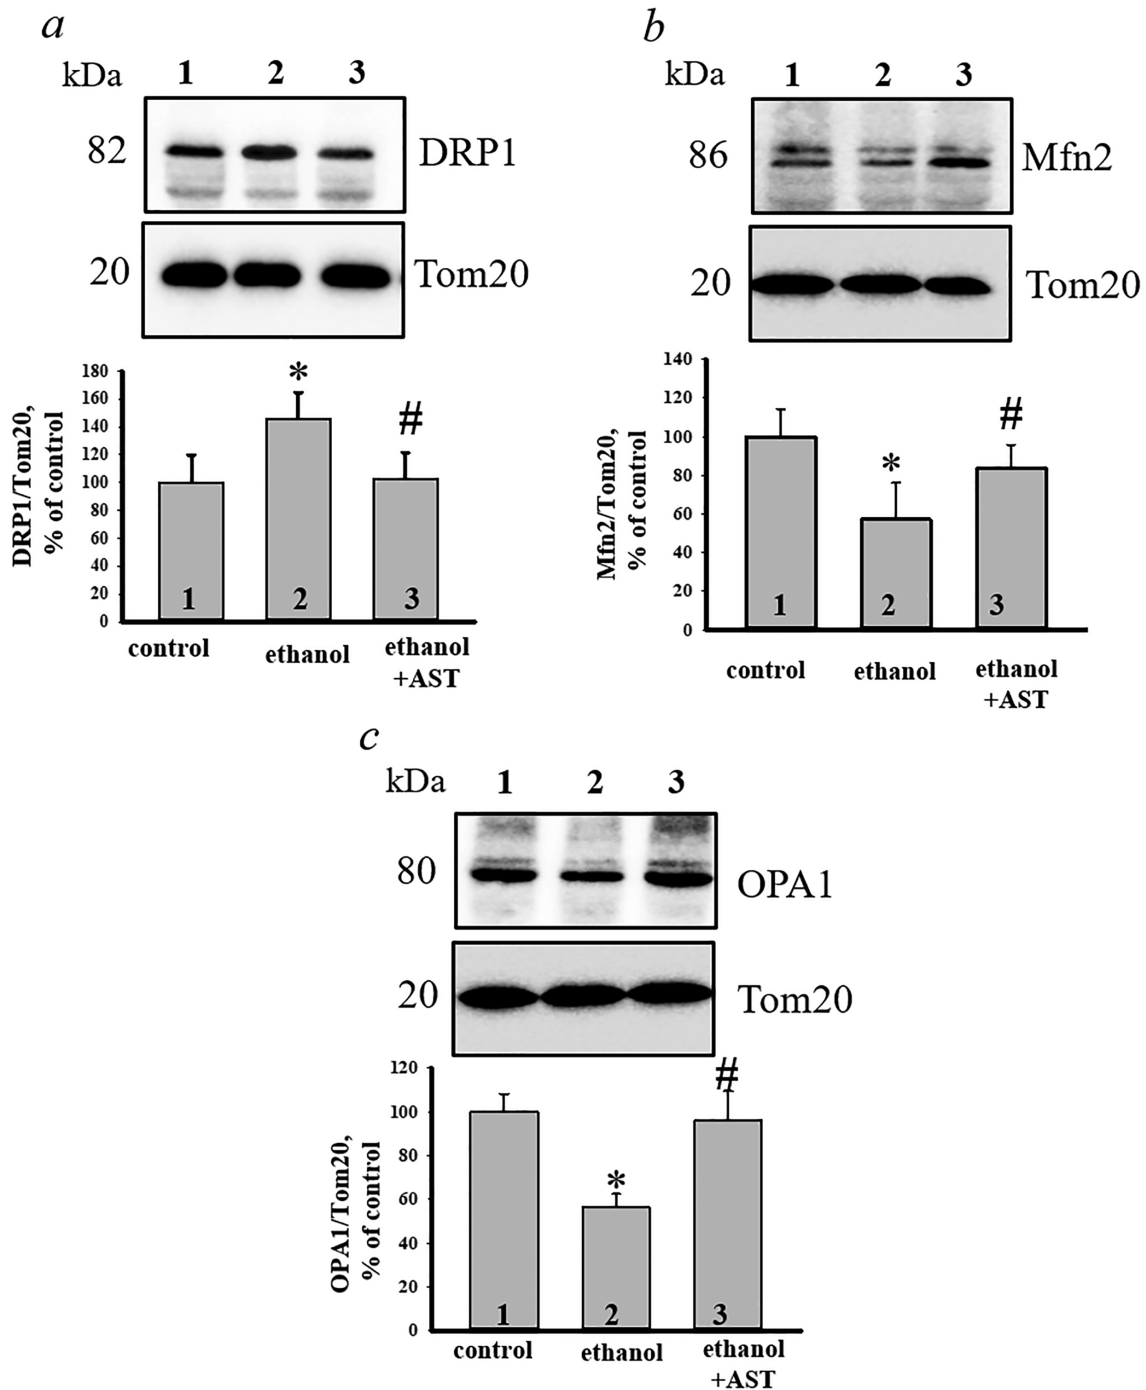 a
kDa 1 2 3
82 DRP1
20 Tom20
180
160
140
120
100
80
60
40
20
0
DRP1/Tom20,
% of control
*
#
1 2 3
control ethanol ethanol
+AST
b
kDa 1 2 3
86 Mfn2
20 Tom20
140
120
100
80
60
40
20
0
Mfn2/Tom20,
% of control
*
#
1 2 3
control ethanol ethanol
+AST
c
kDa 1 2 3
80 OPA1
20 Tom20
120
100
80
60
40
20
0
OPA1/Tom20,
% of control
*
#
1 2 3
control ethanol ethanol
+AST